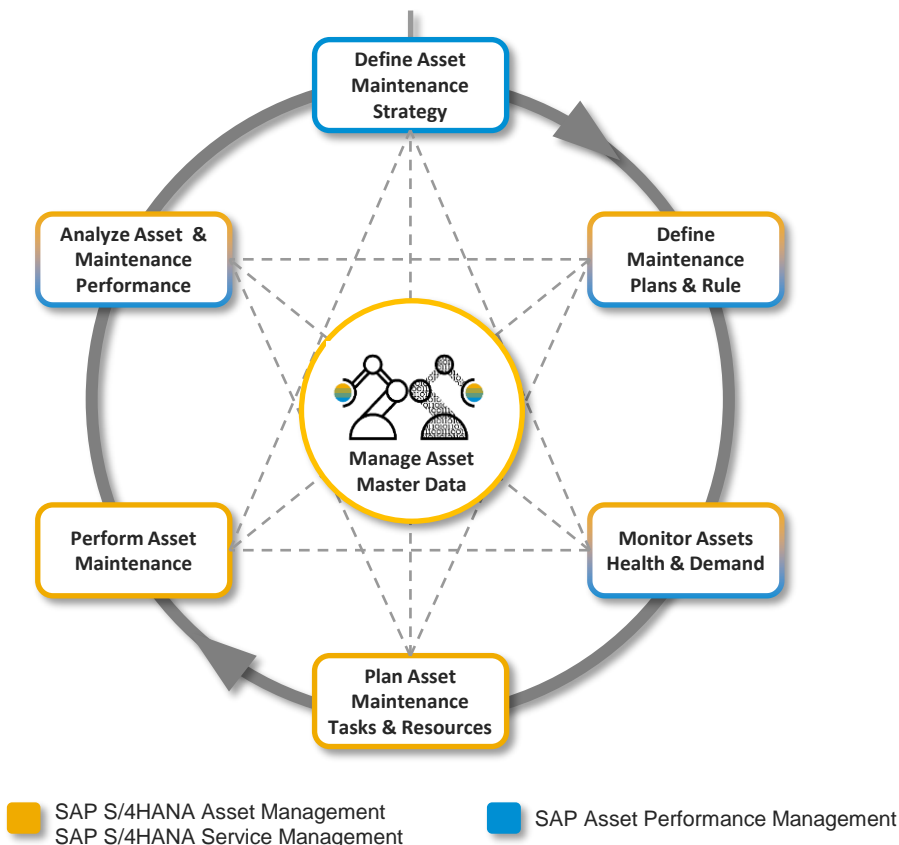 Define Asset
Maintenance
Strategy
Analyze Asset &
Maintenance
Performance
Define
Maintenance
Plans & Rule
Manage Asset
Master Data
Perform Asset
Maintenance
Monitor Assets
Health & Demand
Plan Asset
Maintenance
Tasks & Resources
SAP S/4HANA Asset Management
SAP S/4HANA Service Management
SAP Asset Performance Management